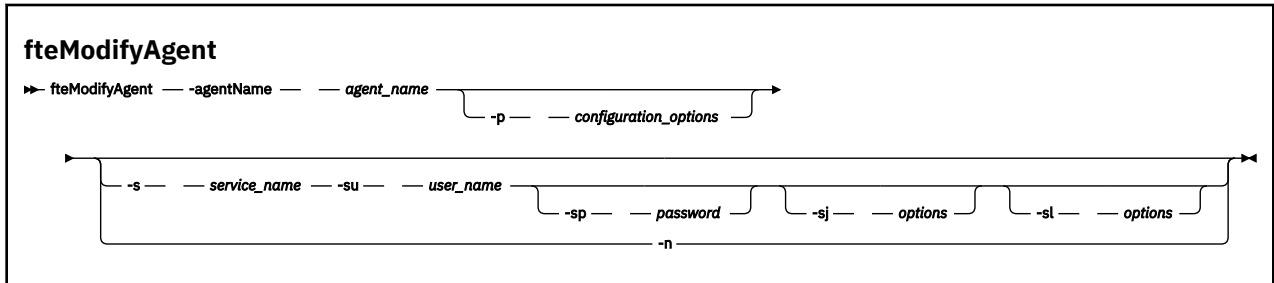 fteModifyAgent
fteModifyAgent -agentName agent_name
-p configuration_options
-s service_name -su user_name
-sp password -sj options -sl options
-n